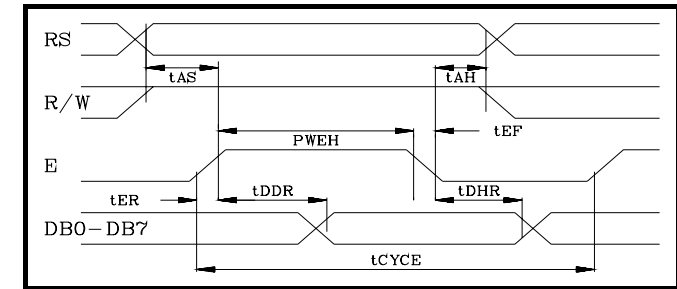 RS
tAS
tAH
R/W
PWEH
tEF
E
tER
tDDR
tDHR
DB0-DB7
tCYCE